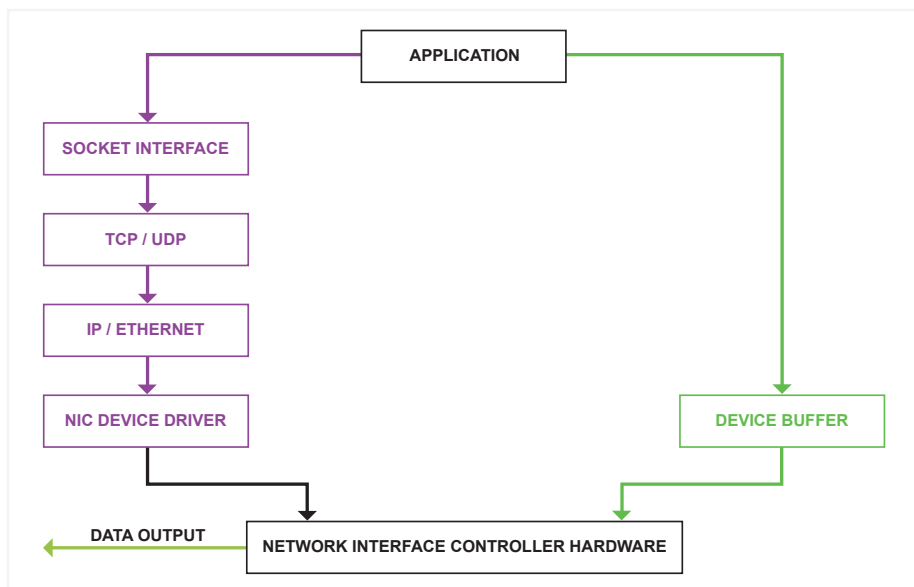 APPLICATION
SOCKET INTERFACE
TCP / UDP
IP / ETHERNET
NIC DEVICE DRIVER
DEVICE BUFFER
DATA OUTPUT
NETWORK INTERFACE CONTROLLER HARDWARE